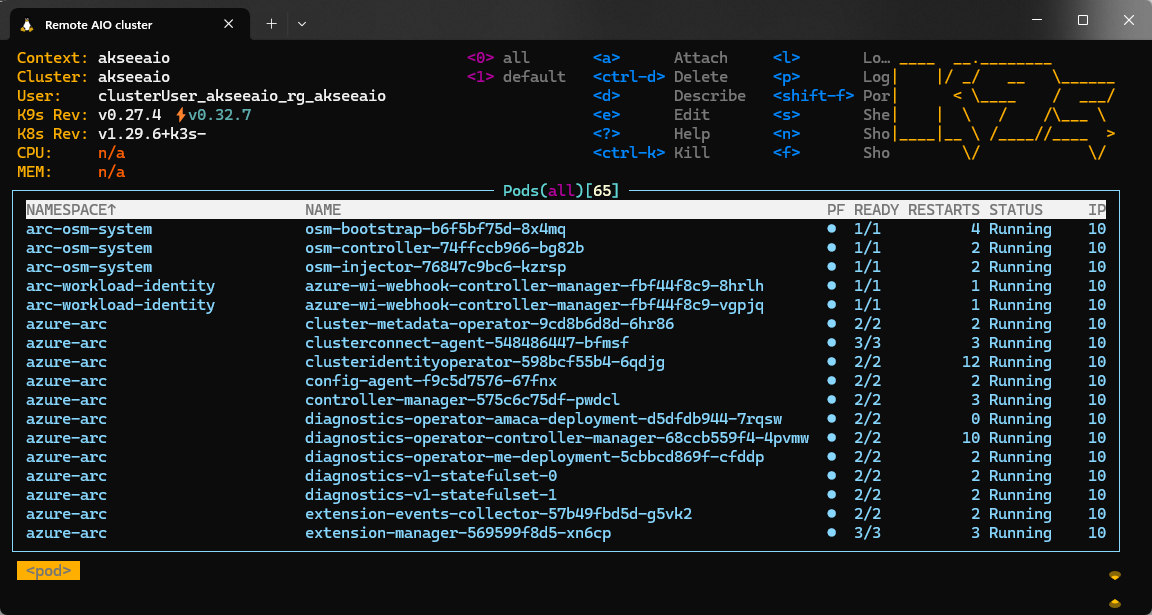 Remote AIO cluster
Context: akseeaio <0> all <a> Attach <l> Lo…
Cluster: akseeaio <1> default <ctrl-d> Delete <p> Log
User: clusterUser_akseeaio_rg_akseeaio <d> Describe <shift-f> Por
K9s Rev: v0.27.4 ⚡v0.32.7 <e> Edit <s> She
K8s Rev: v1.29.6+k3s- <?> Help <n> Sho
CPU: n/a <ctrl-k> Kill <f> Sho
MEM: n/a
Pods(all)[65]
NAMESPACE↑ NAME PF READY RESTARTS STATUS IP
arc-osm-system osm-bootstrap-b6f5bf75d-8x4mq ● 1/1 4 Running 10
arc-osm-system osm-controller-74ffccb966-bg82b ● 1/1 2 Running 10
arc-osm-system osm-injector-76847c9bc6-kzrsp ● 1/1 2 Running 10
arc-workload-identity azure-wi-webhook-controller-manager-fbf44f8c9-8hrlh ● 1/1 1 Running 10
arc-workload-identity azure-wi-webhook-controller-manager-fbf44f8c9-vgpjq ● 1/1 1 Running 10
azure-arc cluster-metadata-operator-9cd8b6d8d-6hr86 ● 2/2 2 Running 10
azure-arc clusterconnect-agent-548486447-bfmsf ● 3/3 3 Running 10
azure-arc clusteridentityoperator-598bcf55b4-6qdjg ● 2/2 12 Running 10
azure-arc config-agent-f9c5d7576-67fnx ● 2/2 2 Running 10
azure-arc controller-manager-575c6c75df-pwdcl ● 2/2 3 Running 10
azure-arc diagnostics-operator-amaca-deployment-d5dfdb944-7rqsw ● 2/2 0 Running 10
azure-arc diagnostics-operator-controller-manager-68ccb559f4-4pvmw ● 2/2 10 Running 10
azure-arc diagnostics-operator-me-deployment-5cbbcd869f-cfddp ● 2/2 2 Running 10
azure-arc diagnostics-v1-statefulset-0 ● 2/2 2 Running 10
azure-arc diagnostics-v1-statefulset-1 ● 2/2 2 Running 10
azure-arc extension-events-collector-57b49fbd5d-g5vk2 ● 2/2 2 Running 10
azure-arc extension-manager-569599f8d5-xn6cp ● 3/3 3 Running 10
<pod>